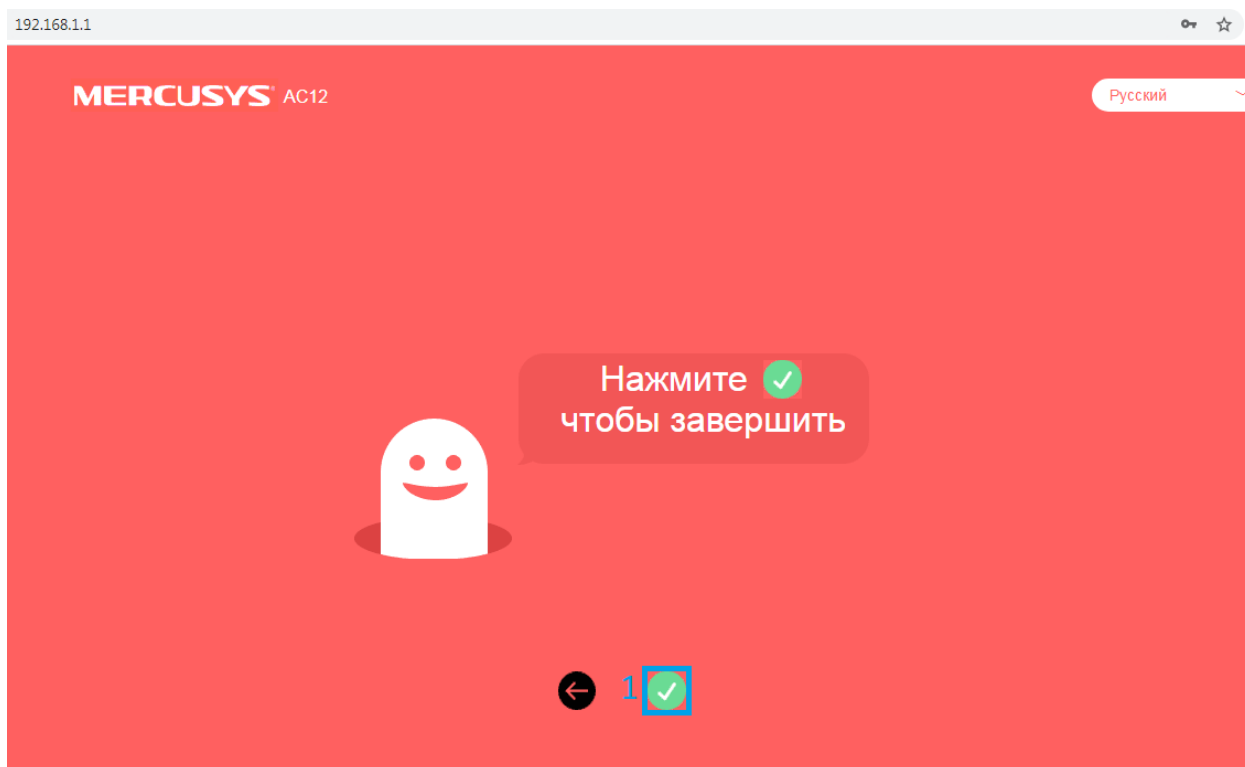 192.168.1.1
MERCUSYS AC12
Русский
Нажмите
чтобы завершить
1